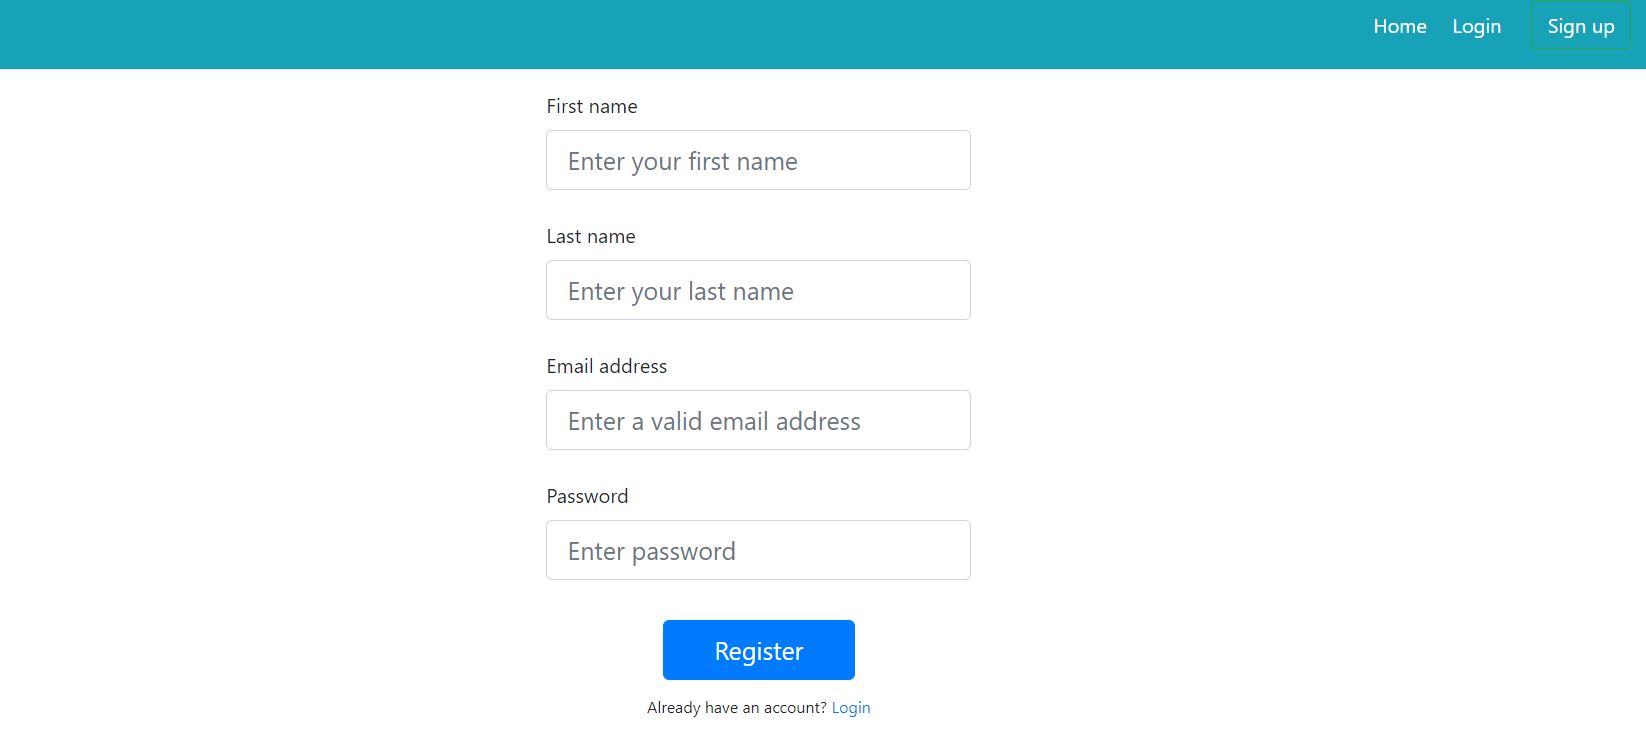 Home Login Sign up
First name
Enter your first name
Last name
Enter your last name
Email address
Enter a valid email address
Password
Enter password
Register
Already have an account? Login